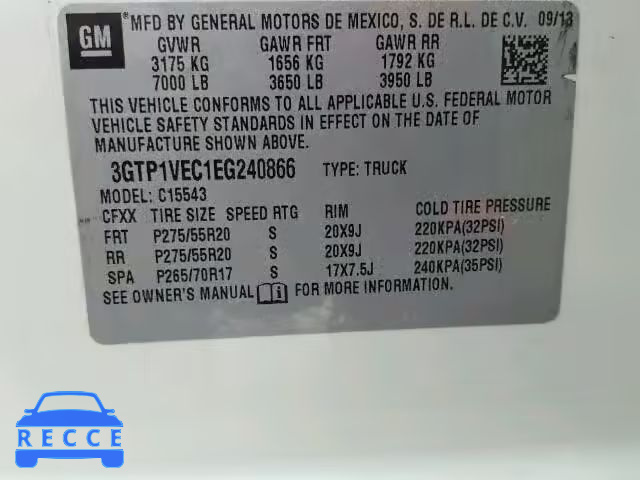 GM ® MFD BY GENERAL MOTORS DE MEXICO, S. DE R.L. DE C.V. 09/13
GVWR GAWR FRT GAWR RR
3175 KG 1656 KG 1792 KG
7000 LB 3650 LB 3950 LB
THIS VEHICLE CONFORMS TO ALL APPLICABLE U.S. FEDERAL MOTOR
VEHICLE SAFETY STANDARDS IN EFFECT ON THE DATE OF
MANUFACTURE SHOWN ABOVE.
3GTP1VEC1EG240866 TYPE: TRUCK
MODEL: C15543
CFXX TIRE SIZE SPEED RTG RIM COLD TIRE PRESSURE
FRT P275/55R20 S 20X9J 220KPA(32PSI)
RR P275/55R20 S 20X9J 220KPA(32PSI)
SPA P265/70R17 S 17X7.5J 240KPA(35PSI)
SEE OWNER'S MANUAL FOR MORE INFORMATION.
RECCE